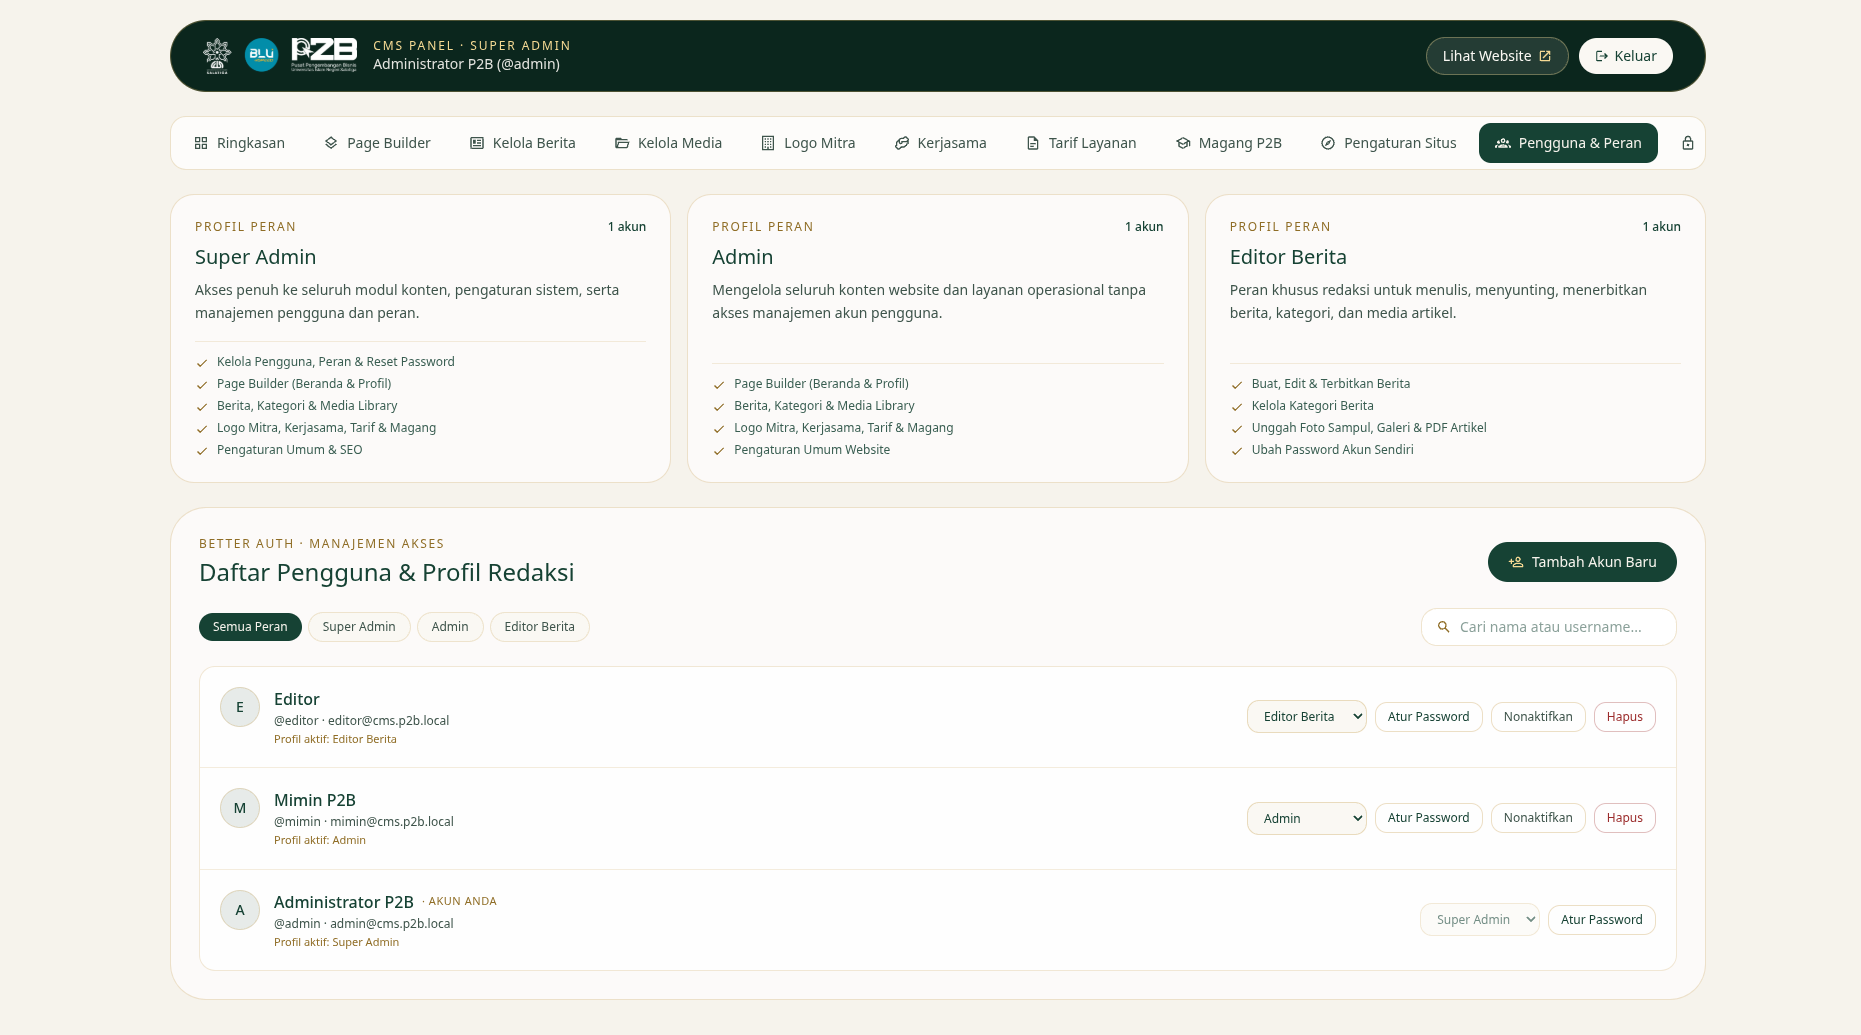 SALATIGA
BLU
P2B
Pusat Pengembangan Bisnis
Universitas Islam Negeri Salatiga
CMS PANEL · SUPER ADMIN
Administrator P2B (@admin)
Lihat Website
Keluar
Ringkasan
Page Builder
Kelola Berita
Kelola Media
Logo Mitra
Kerjasama
Tarif Layanan
Magang P2B
Pengaturan Situs
Pengguna & Peran
PROFIL PERAN
1 akun
Super Admin
Akses penuh ke seluruh modul konten, pengaturan sistem, serta
manajemen pengguna dan peran.
Kelola Pengguna, Peran & Reset Password
Page Builder (Beranda & Profil)
Berita, Kategori & Media Library
Logo Mitra, Kerjasama, Tarif & Magang
Pengaturan Umum & SEO
PROFIL PERAN
1 akun
Admin
Mengelola seluruh konten website dan layanan operasional tanpa
akses manajemen akun pengguna.
Page Builder (Beranda & Profil)
Berita, Kategori & Media Library
Logo Mitra, Kerjasama, Tarif & Magang
Pengaturan Umum Website
PROFIL PERAN
1 akun
Editor Berita
Peran khusus redaksi untuk menulis, menyunting, menerbitkan
berita, kategori, dan media artikel.
Buat, Edit & Terbitkan Berita
Kelola Kategori Berita
Unggah Foto Sampul, Galeri & PDF Artikel
Ubah Password Akun Sendiri
BETTER AUTH · MANAJEMEN AKSES
Daftar Pengguna & Profil Redaksi
Tambah Akun Baru
Semua Peran
Super Admin
Admin
Editor Berita
Cari nama atau username...
E
Editor
@editor · editor@cms.p2b.local
Profil aktif: Editor Berita
Editor Berita
Atur Password
Nonaktifkan
Hapus
M
Mimin P2B
@mimin · mimin@cms.p2b.local
Profil aktif: Admin
Admin
Atur Password
Nonaktifkan
Hapus
A
Administrator P2B · AKUN ANDA
@admin · admin@cms.p2b.local
Profil aktif: Super Admin
Super Admin
Atur Password